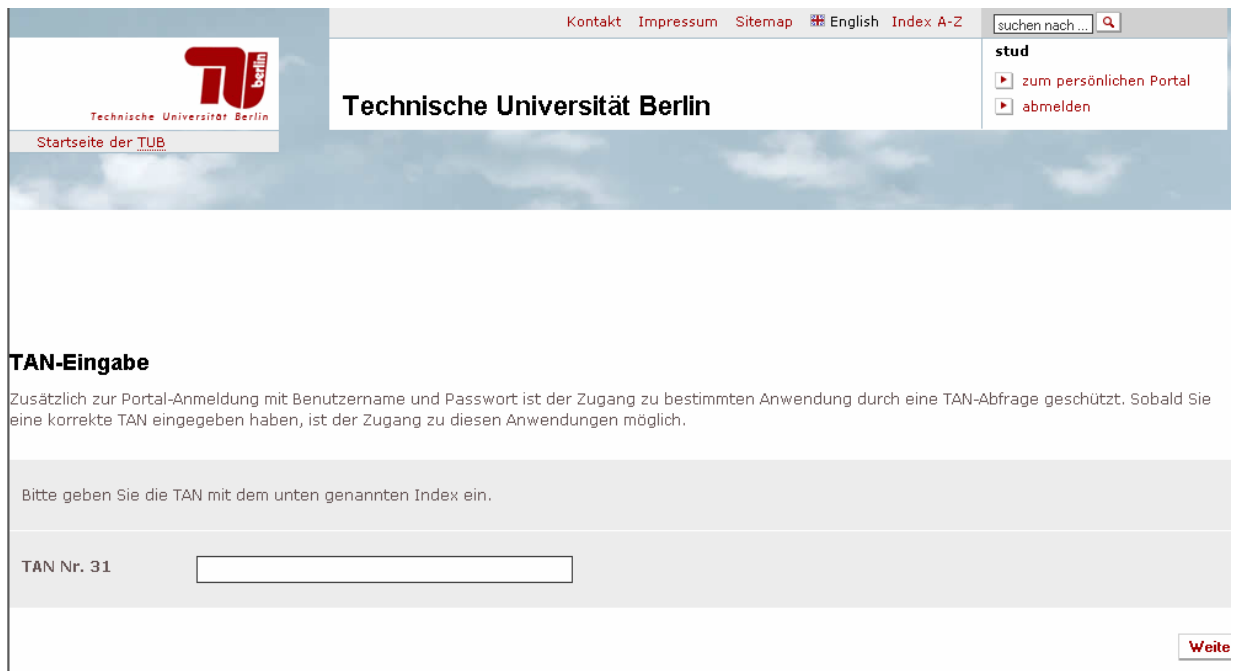 Kontakt Impressum Sitemap English Index A-Z
suchen nach ...
stud
zum persönlichen Portal
abmelden
berlin
Technische Universität Berlin
Technische Universität Berlin
Startseite der TUB
TAN-Eingabe
Zusätzlich zur Portal-Anmeldung mit Benutzername und Passwort ist der Zugang zu bestimmten Anwendung durch eine TAN-Abfrage geschützt. Sobald Sie
eine korrekte TAN eingegeben haben, ist der Zugang zu diesen Anwendungen möglich.
Bitte geben Sie die TAN mit dem unten genannten Index ein.
TAN Nr. 31
Weite